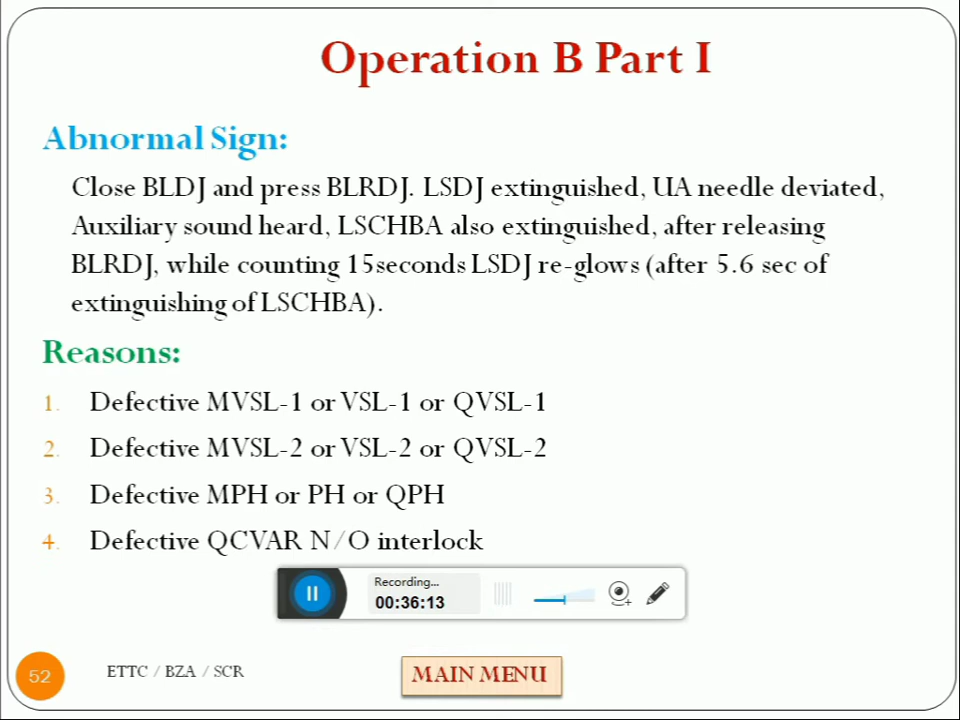 Operation B Part I
Abnormal Sign:
Close BLDJ and press BLRDJ. LSDJ extinguished, UA needle deviated,
Auxiliary sound heard, LSCHBA also extinguished, after releasing
BLRDJ, while counting 15seconds LSDJ re-glows (after 5.6 sec of
extinguishing of LSCHBA).
Reasons:
1. Defective MVSL-1 or VSL-1 or QVSL-1
2. Defective MVSL-2 or VSL-2 or QVSL-2
3. Defective MPH or PH or QPH
4. Defective QCVAR N/O interlock
Recording...
00:36:13
52
ETTC / BZA / SCR
MAIN MENU